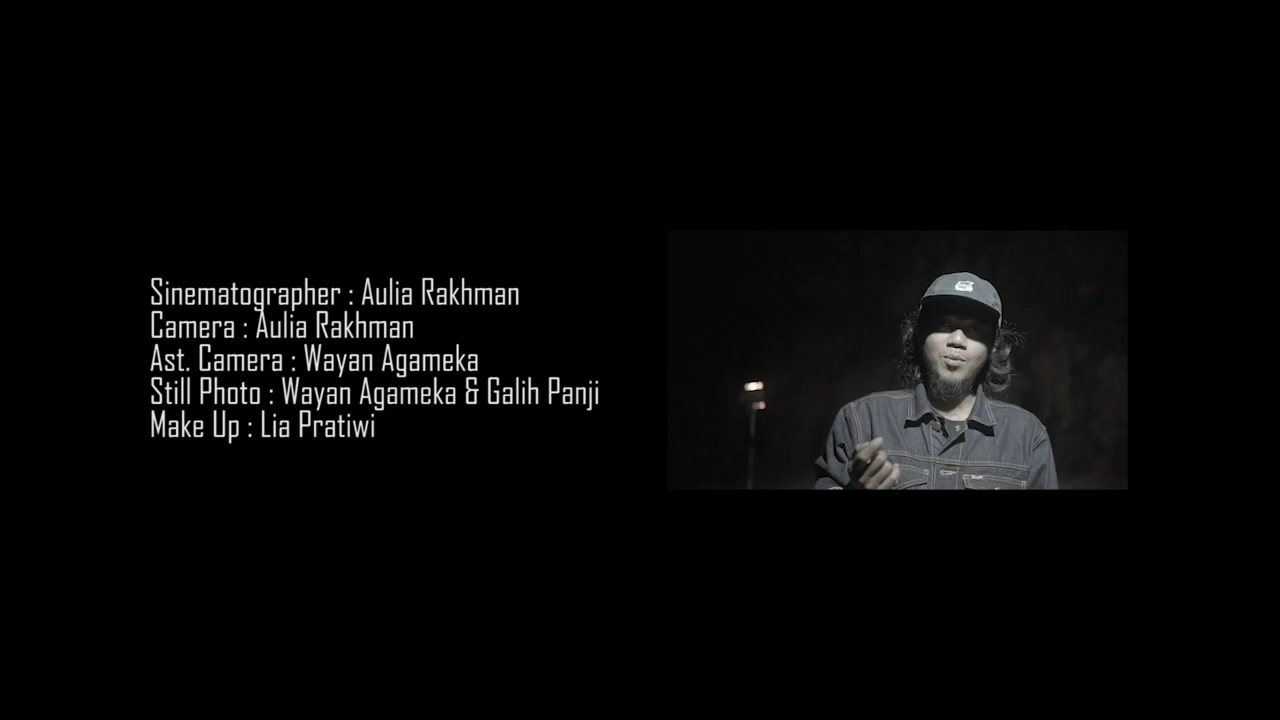 Sinematographer : Aulia Rakhman
Camera : Aulia Rakhman
Ast. Camera : Wayan Agameka
Still Photo : Wayan Agameka & Galih Panji
Make Up : Lia Pratiwi